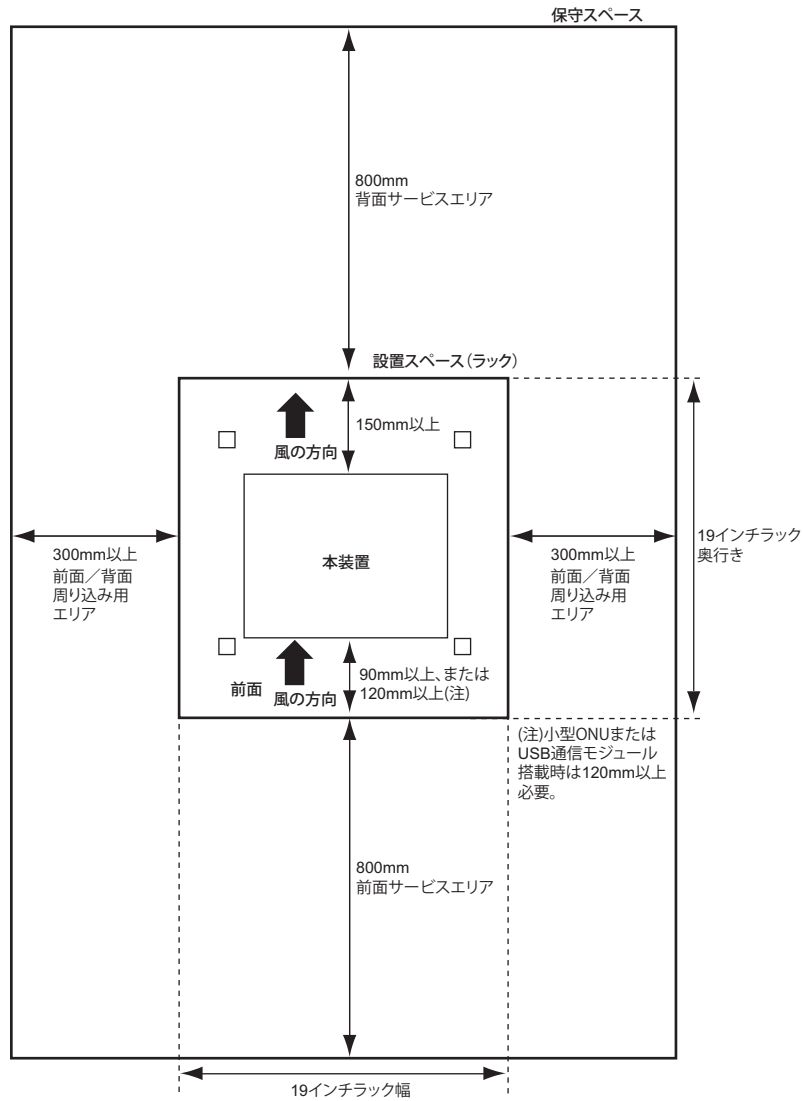 保守スペース
800mm
背面サービスエリア
設置スペース（ラック）
150mm以上
風の方向
300mm以上
前面／背面
周り込み用
エリア
本装置
300mm以上
前面／背面
周り込み用
エリア
19インチラック
奥行き
前面
風の方向
90mm以上、または
120mm以上(注)
(注)小型ONUまたは
USB通信モジュール
搭載時は120mm以上
必要。
800mm
前面サービスエリア
19インチラック幅